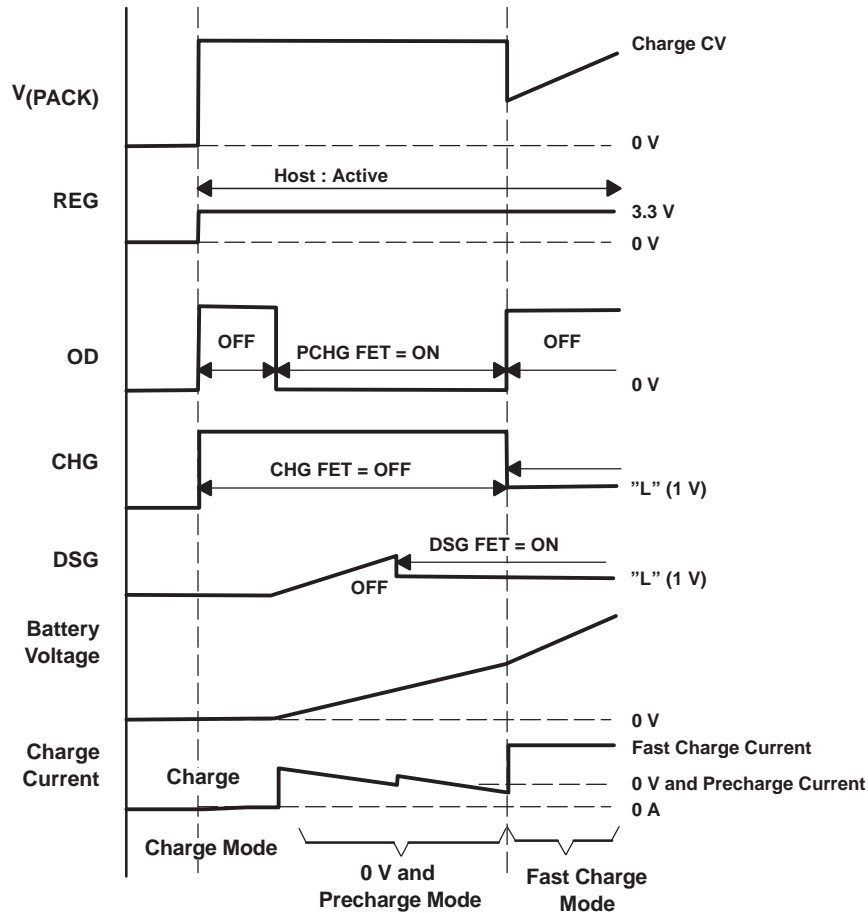 Charge CV
V(PACK)
0 V
Host : Active
REG
3.3 V
0 V
OFF
PCHG FET = ON
OFF
OD
0 V
CHG
CHG FET = OFF
”L” (1 V)
DSG
DSG FET = ON
OFF
”L” (1 V)
Battery
Voltage
0 V
Fast Charge Current
Charge
Current
Charge
0 V and Precharge Current
0 A
Charge Mode
0 V and
Precharge Mode
Fast Charge
Mode